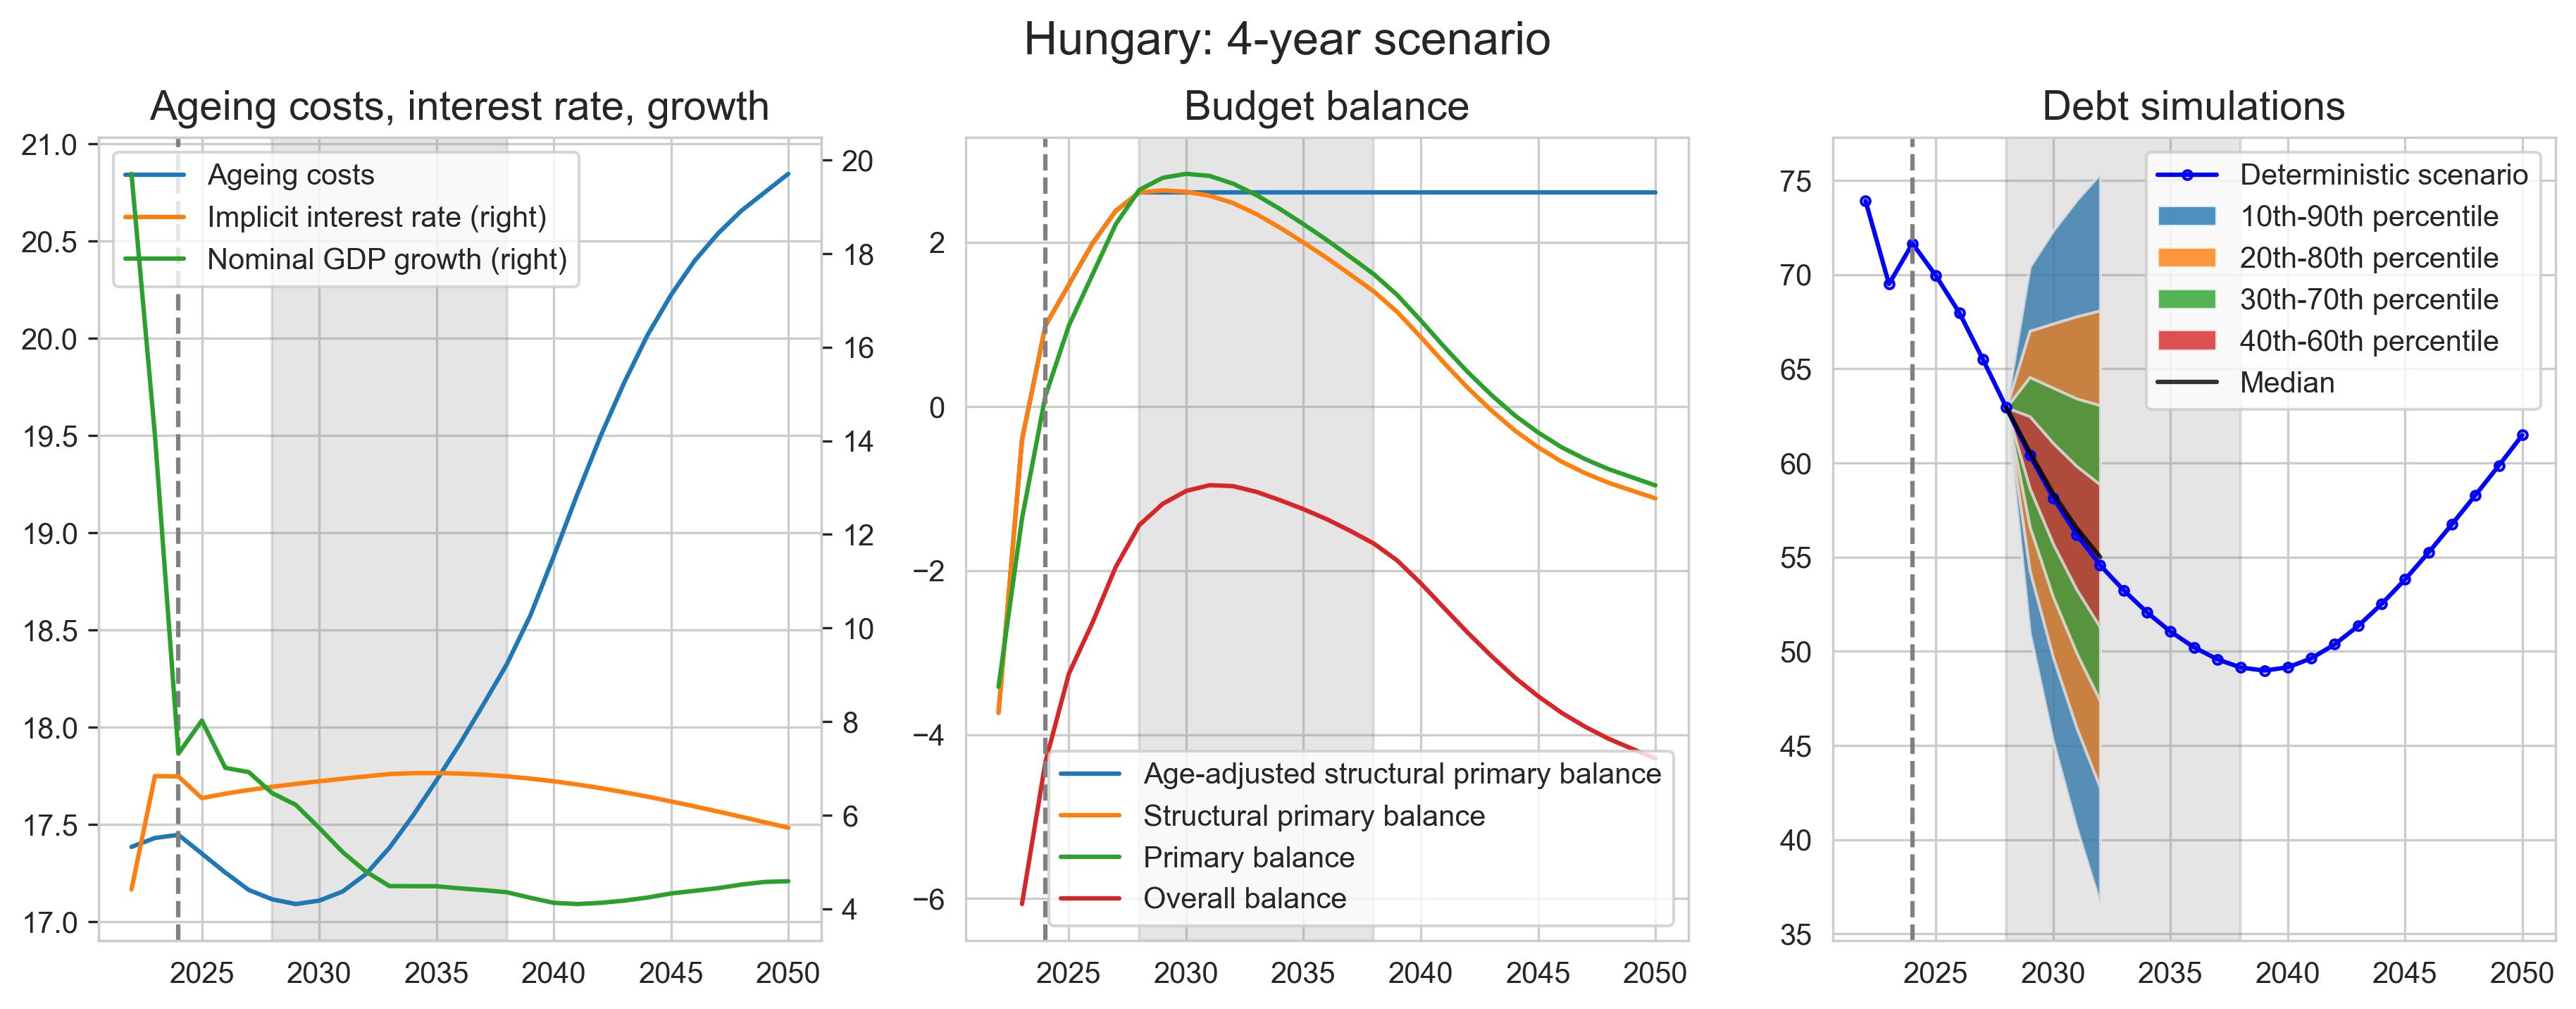 Hungary: 4-year scenario
Ageing costs, interest rate, growth
21.0
20.5
20.0
19.5
19.0
18.5
18.0
17.5
17.0
20
18
16
14
12
10
8
6
4
Ageing costs
Implicit interest rate (right)
Nominal GDP growth (right)
2025 2030 2035 2040 2045 2050
Budget balance
2
0
−2
−4
−6
Age-adjusted structural primary balance
Structural primary balance
Primary balance
Overall balance
2025 2030 2035 2040 2045 2050
Debt simulations
75
70
65
60
55
50
45
40
35
Deterministic scenario
10th-90th percentile
20th-80th percentile
30th-70th percentile
40th-60th percentile
Median
2025 2030 2035 2040 2045 2050